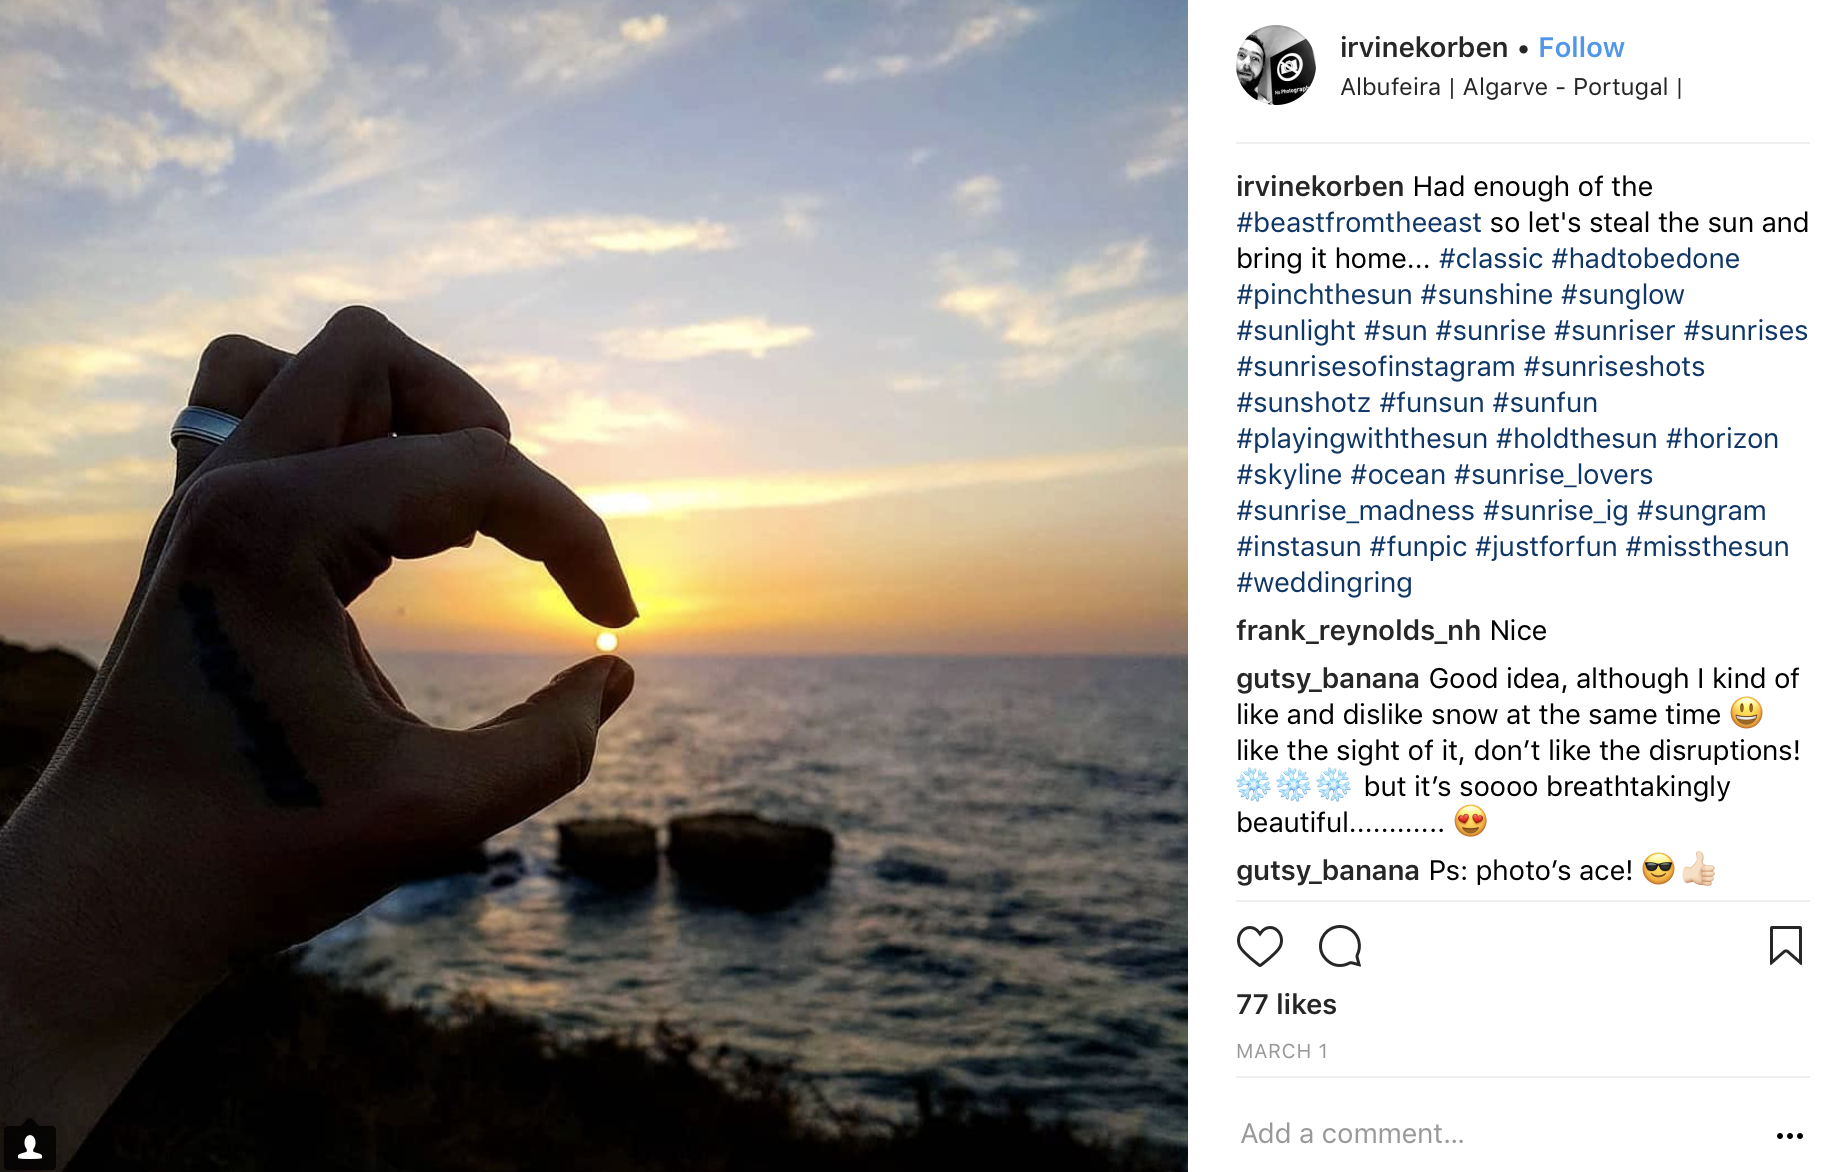 irvinekorben • Follow
Albufeira | Algarve - Portugal |
irvinekorben Had enough of the
#beastfromtheeast so let's steal the sun and
bring it home... #classic #hadtobedone
#pinchthesun #sunshine #sunglow
#sunlight #sun #sunrise #sunriser #sunrises
#sunrisesofinstagram #sunriseshots
#sunshotz #funsun #sunfun
#playingwiththesun #holdthesun #horizon
#skyline #ocean #sunrise_lovers
#sunrise_madness #sunrise_ig #sungram
#instasun #funpic #justforfun #missthesun
#weddingring
frank_reynolds_nh Nice
gutsy_banana Good idea, although I kind of
like and dislike snow at the same time 😃
like the sight of it, don’t like the disruptions!
❄️❄️❄️ but it’s soooo breathtakingly
beautiful............ 😍
gutsy_banana Ps: photo’s ace! 😎👍🏻
77 likes
MARCH 1
Add a comment...